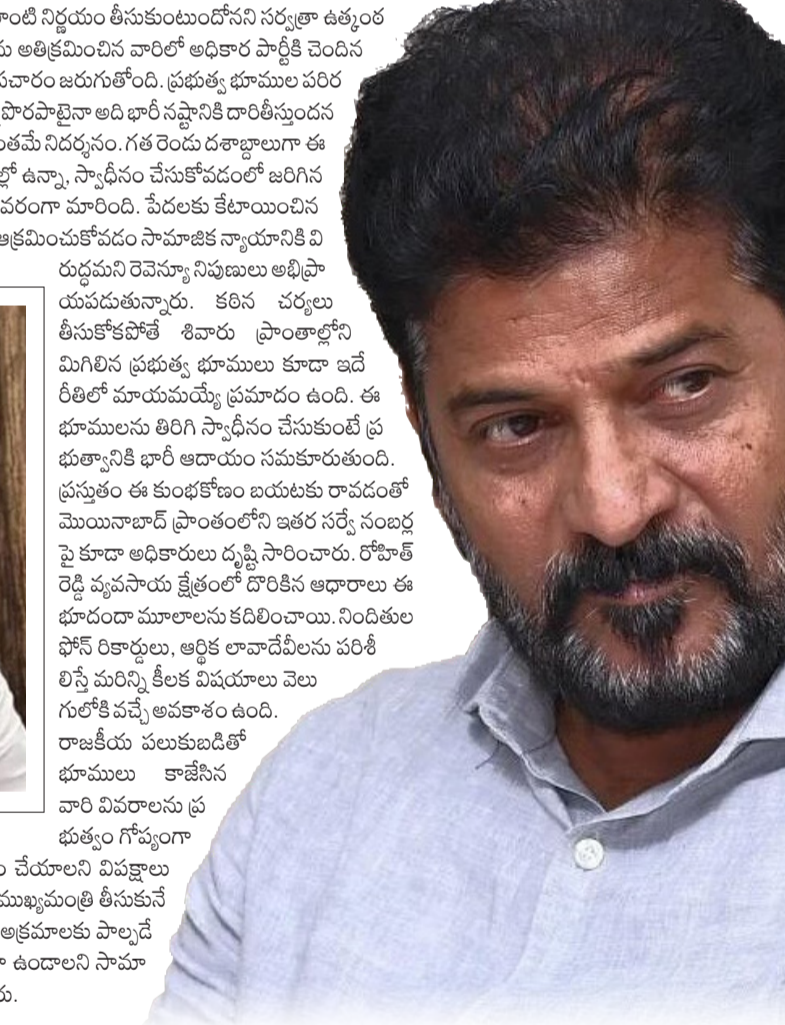 నిర్ణయం తీసుకుంటుందోనని సర్వత్రా ఉత్కంఠ
అతిక్రమించిన వారిలో అధికార పార్టీకి చెందిన
జరుగుతోంది. ప్రభుత్వ భూముల పరిర
పొరపాటైనా అది భారీ నష్టానికి దారితీస్తుందన
నిదర్శనం. గత రెండు దశాబ్దాలుగా ఈ
ఉన్నా, స్వాధీనం చేసుకోవడంలో జరిగిన
మారింది. పేదలకు కేటాయించిన
ఆక్రమించుకోవడం సామాజిక న్యాయానికి వి
రుద్ధమని రెవెన్యూ నిపుణులు అభిప్రా
యపడుతున్నారు. కఠిన చర్యలు
తీసుకోకపోతే శివారు ప్రాంతాల్లోని
మిగిలిన ప్రభుత్వ భూములు కూడా ఇదే
రీతిలో మాయమయ్యే ప్రమాదం ఉంది. ఈ
భూములను తిరిగి స్వాధీనం చేసుకుంటే ప్ర
భుత్వానికి భారీ ఆదాయం సమకూరుతుంది.
ప్రస్తుతం ఈ కుంభకోణం బయటకు రావడంతో
మొయినాబాద్ ప్రాంతంలోని ఇతర సర్వే నంబర్ల
పై కూడా అధికారులు దృష్టి సారించారు. రోహిత్
రెడ్డి వ్యవసాయ క్షేత్రంలో దొరికిన ఆధారాలు ఈ
భూదందా మూలాలను కదిలించాయి. నిందితుల
ఫోన్ రికార్డులు, ఆర్థిక లావాదేవీలను పరిశీ
లిస్తే మరిన్ని కీలక విషయాలు వెలు
గులోకి వచ్చే అవకాశం ఉంది.
రాజకీయ పలుకుబడితో
భూములు కాజేసిన
వారి వివరాలను ప్ర
భుత్వం గోప్యంగా
చేయాలని విపక్షాలు
ముఖ్యమంత్రి తీసుకునే
అక్రమాలకు పాల్పడే
ఉండాలని సామా